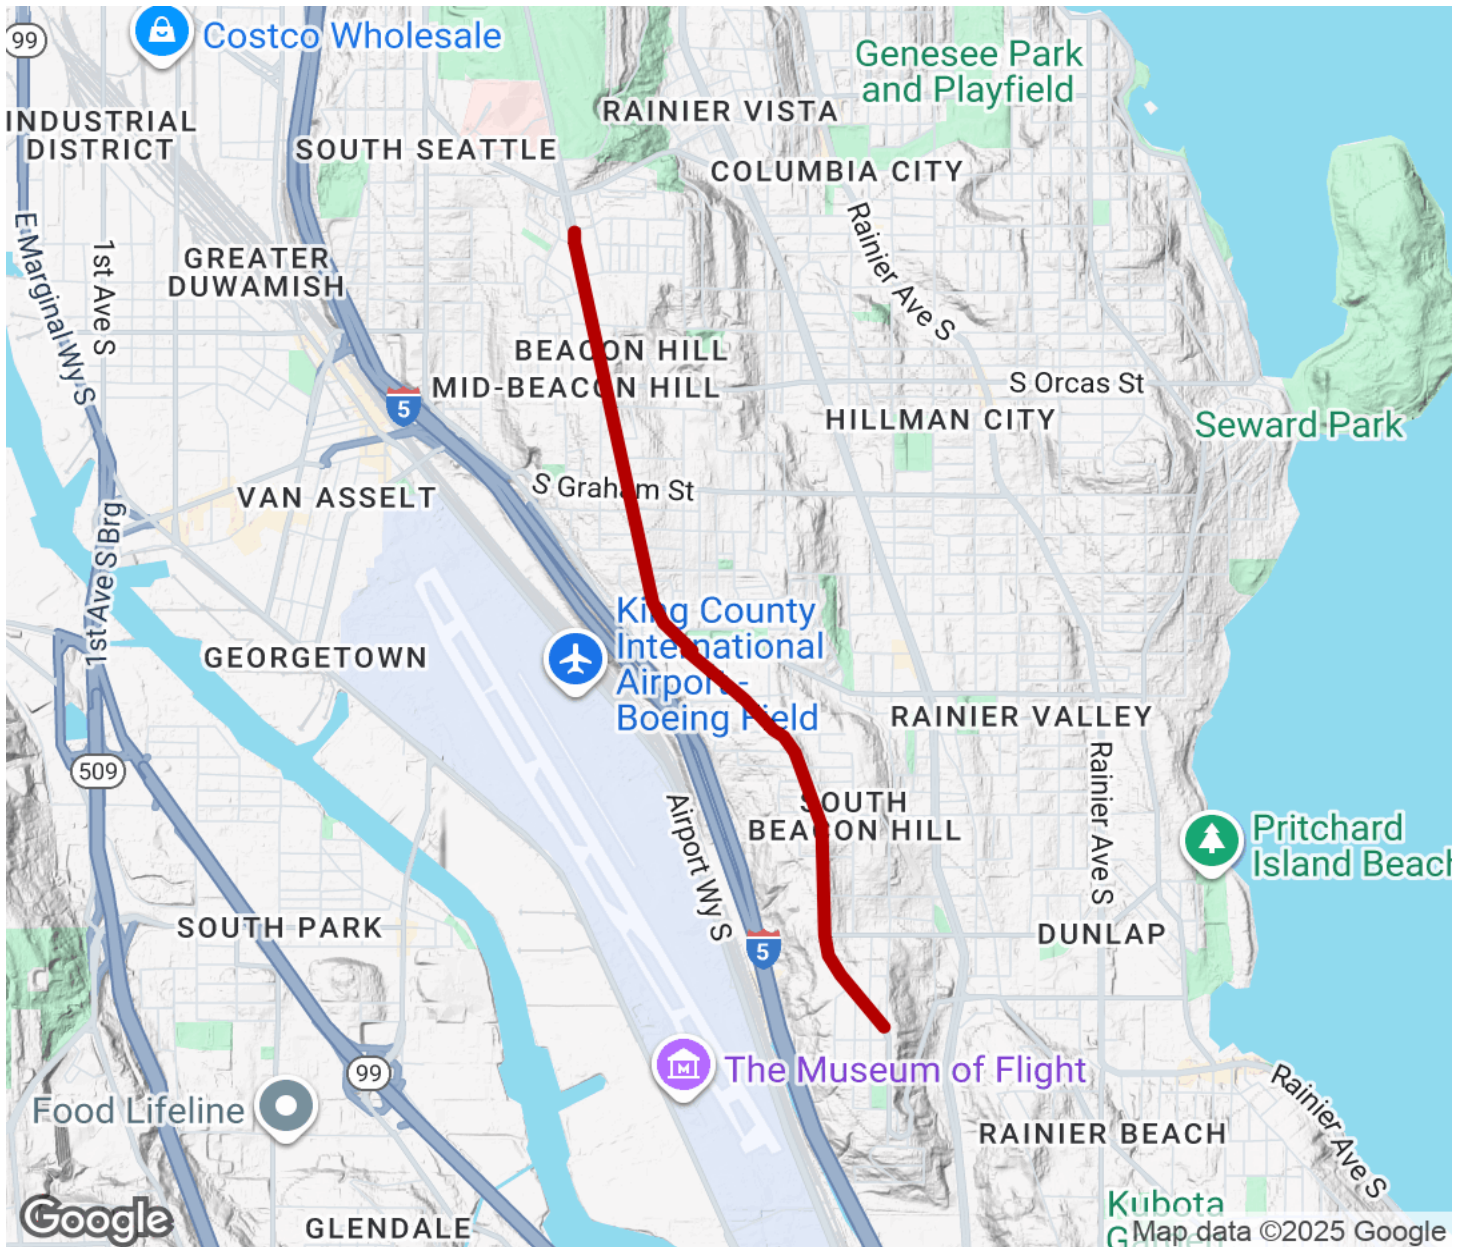 99
Costco Wholesale
Genesee Park
and Playfield
RAINIER VISTA
INDUSTRIAL
DISTRICT
SOUTH SEATTLE
COLUMBIA CITY
E Marginal Wy S
1st Ave S
Rainier Ave S
GREATER
DUWAMISH
BEACON HILL
MID-BEACON HILL
S Orcas St
5
HILLMAN CITY
Seward Park
S Graham St
VAN ASSELT
1st Ave S Brg
King County
International
Airport-
Boeing Field
GEORGETOWN
RAINIER VALLEY
509
Rainier Ave S
SOUTH
BEACON HILL
Airport Wy S
Pritchard
Island Beach
SOUTH PARK
DUNLAP
5
99
The Museum of Flight
Food Lifeline
Rainier Ave S
RAINIER BEACH
Kubota
Google
GLENDALE
Map data ©2025 Google